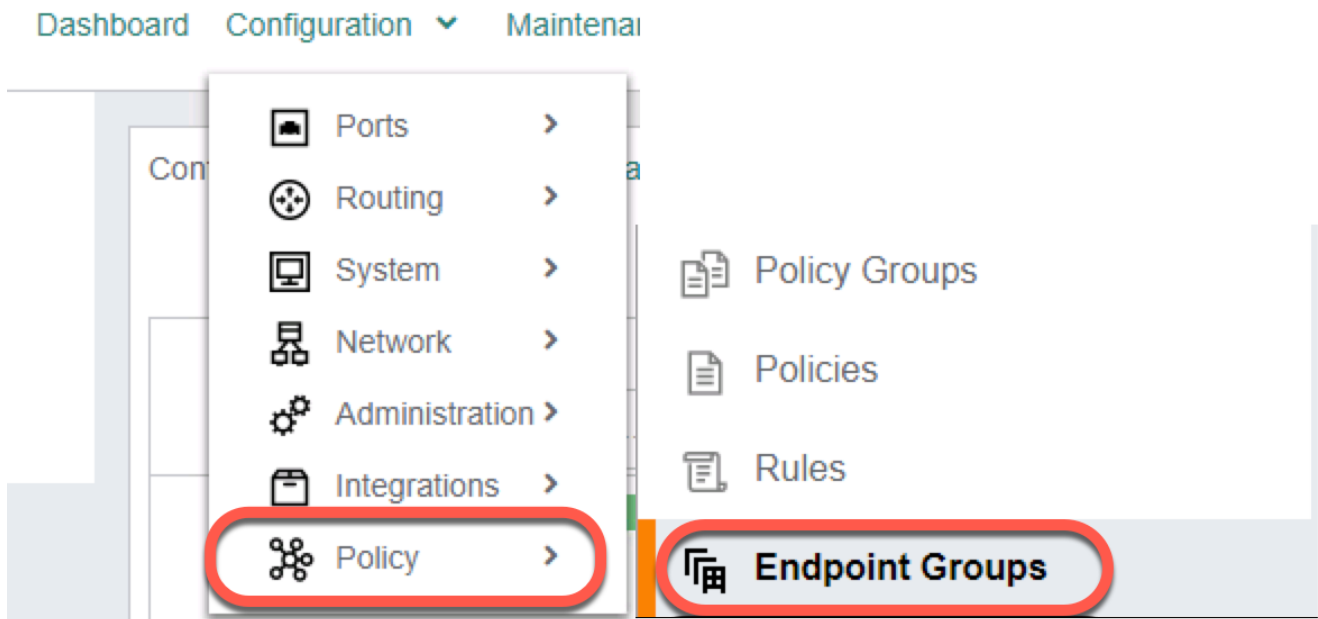 Dashboard Configuration
Ports
Routing
System
Network
Administration
Integrations
Policy
Policy Groups
Policies
Rules
Endpoint Groups